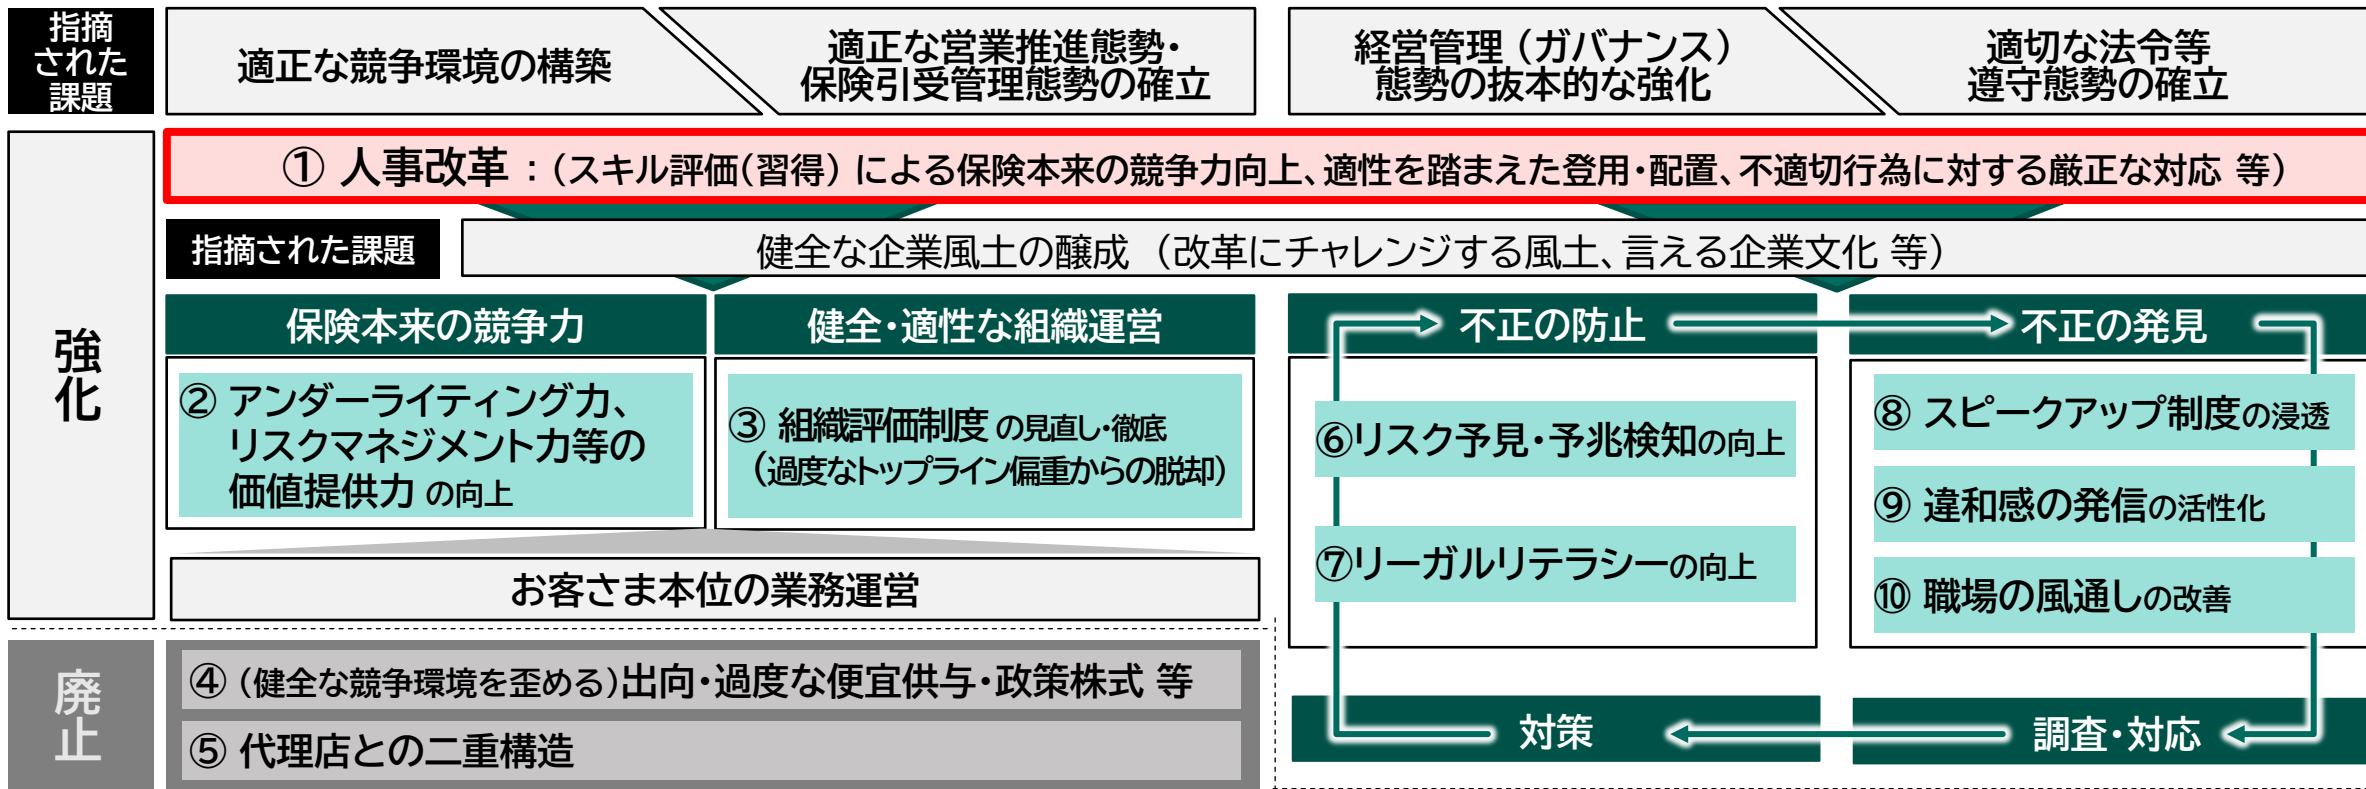 指摘
された
課題
適正な競争環境の構築
適正な営業推進態勢・
保険引受管理態勢の確立
経営管理（ガバナンス）
態勢の抜本的な強化
適切な法令等
遵守態勢の確立
強化
① 人事改革 ：（スキル評価（習得）による保険本来の競争力向上、適性を踏まえた登用・配置、不適切行為に対する厳正な対応 等）
指摘された課題
健全な企業風土の醸成 （改革にチャレンジする風土、言える企業文化 等）
保険本来の競争力
② アンダーライティング力、
リスクマネジメント力等の
価値提供力 の向上
健全・適性な組織運営
③ 組織評価制度 の見直し・徹底
（過度なトップライン偏重からの脱却）
お客さま本位の業務運営
不正の防止
⑥リスク予見・予兆検知の向上
⑦リーガルリテラシーの向上
不正の発見
⑧ スピークアップ制度の浸透
⑨ 違和感の発信の活性化
⑩ 職場の風通しの改善
対策
調査・対応
廃止
④（健全な競争環境を歪める）出向・過度な便宜供与・政策株式 等
⑤ 代理店との二重構造